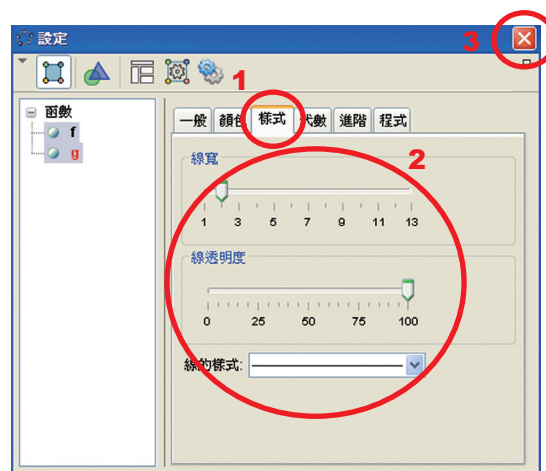 設定
3
1
函數
f
g
一般 顏色 樣式 代數 進階 程式
2
線寬
1 3 5 7 9 11 13
線透明度
0 25 50 75 100
線的樣式: